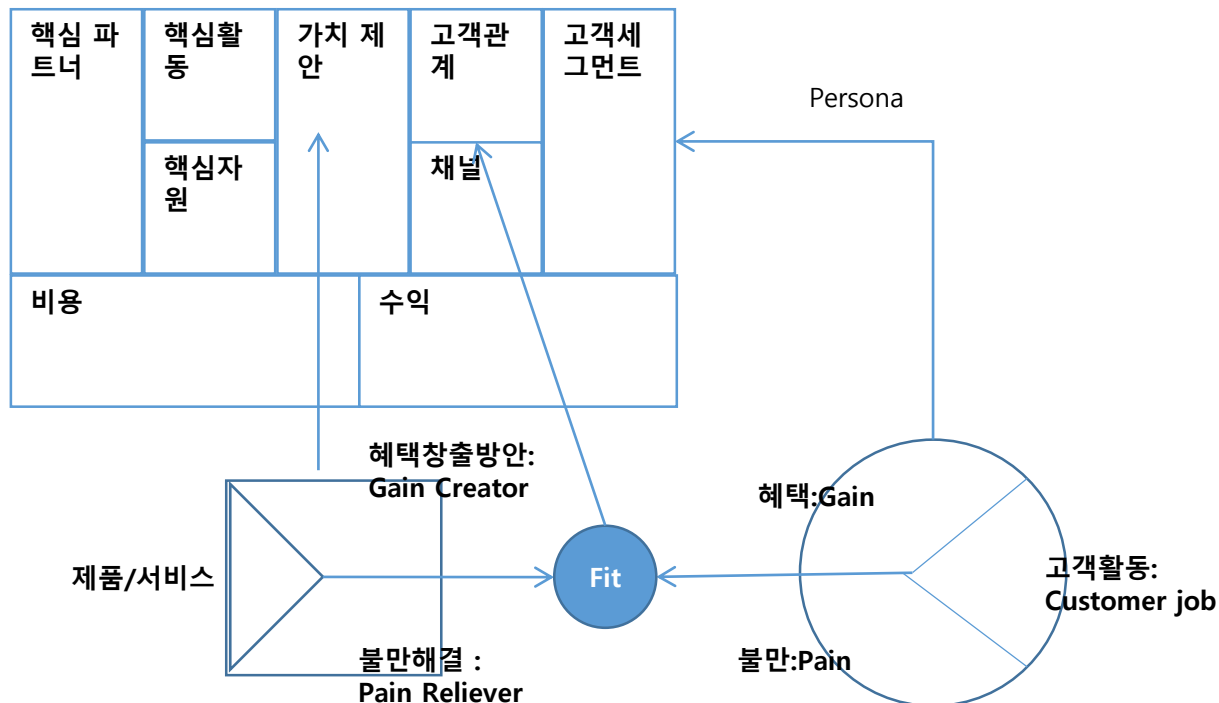 핵심 파
트너
핵심활
동
가치 제
안
고객관
계
고객세
그먼트
Persona
핵심자
원
채널
비용
수익
혜택창출방안:
Gain Creator
혜택:Gain
제품/서비스
Fit
고객활동:
Customer job
불만해결 :
Pain Reliever
불만:Pain